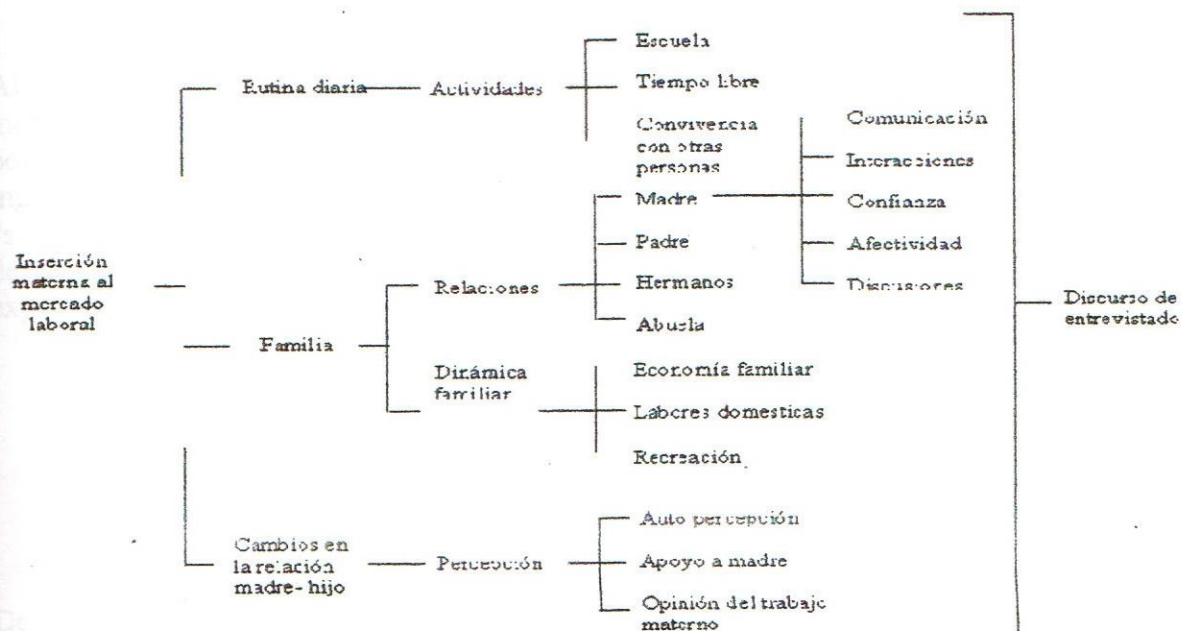 Escuela
Rutina diaria
Actividades
Tiempo libre
Convivencia
con otras
personas
Comunicación
Interacciones
Madre
Confianza
Padre
Afectividad
Inserción
materna al
mercado
laboral
Relaciones
Hermanos
Discusiones
Discurso de
entrevistado
Abuela
Familia
Dinámica
familiar
Economía familiar
Labores domesticas
Recreación
Auto percepción
Cambios en
la relación
madre- hijo
Percepción
Apoyo a madre
Opinión del trabajo
materno